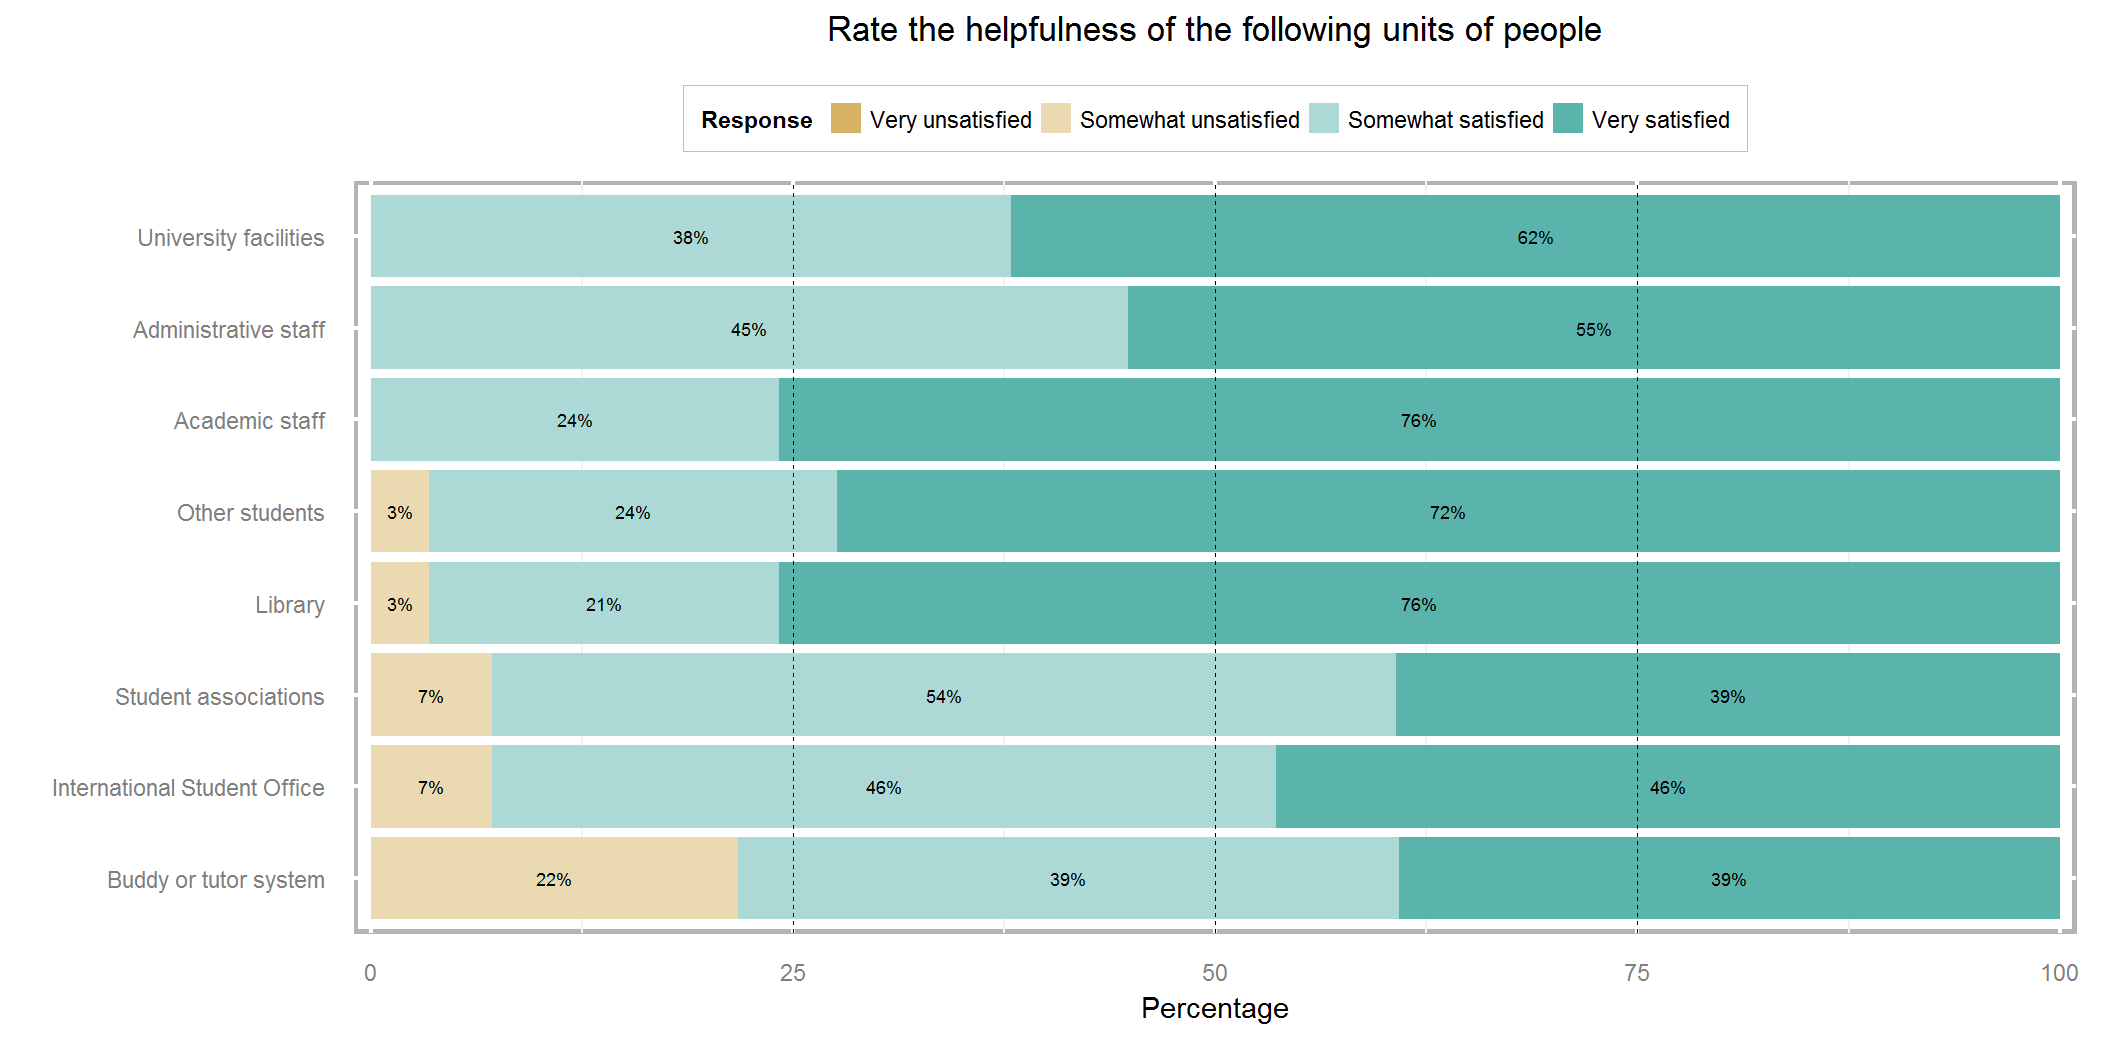 Rate the helpfulness of the following units of people
Response Very unsatisfied Somewhat unsatisfied Somewhat satisfied Very satisfied
University facilities 38% 62%
Administrative staff 45% 55%
Academic staff 24% 76%
Other students 3% 24% 72%
Library 3% 21% 76%
Student associations 7% 54% 39%
International Student Office 7% 46% 46%
Buddy or tutor system 22% 39% 39%
0 25 50 75 100
Percentage